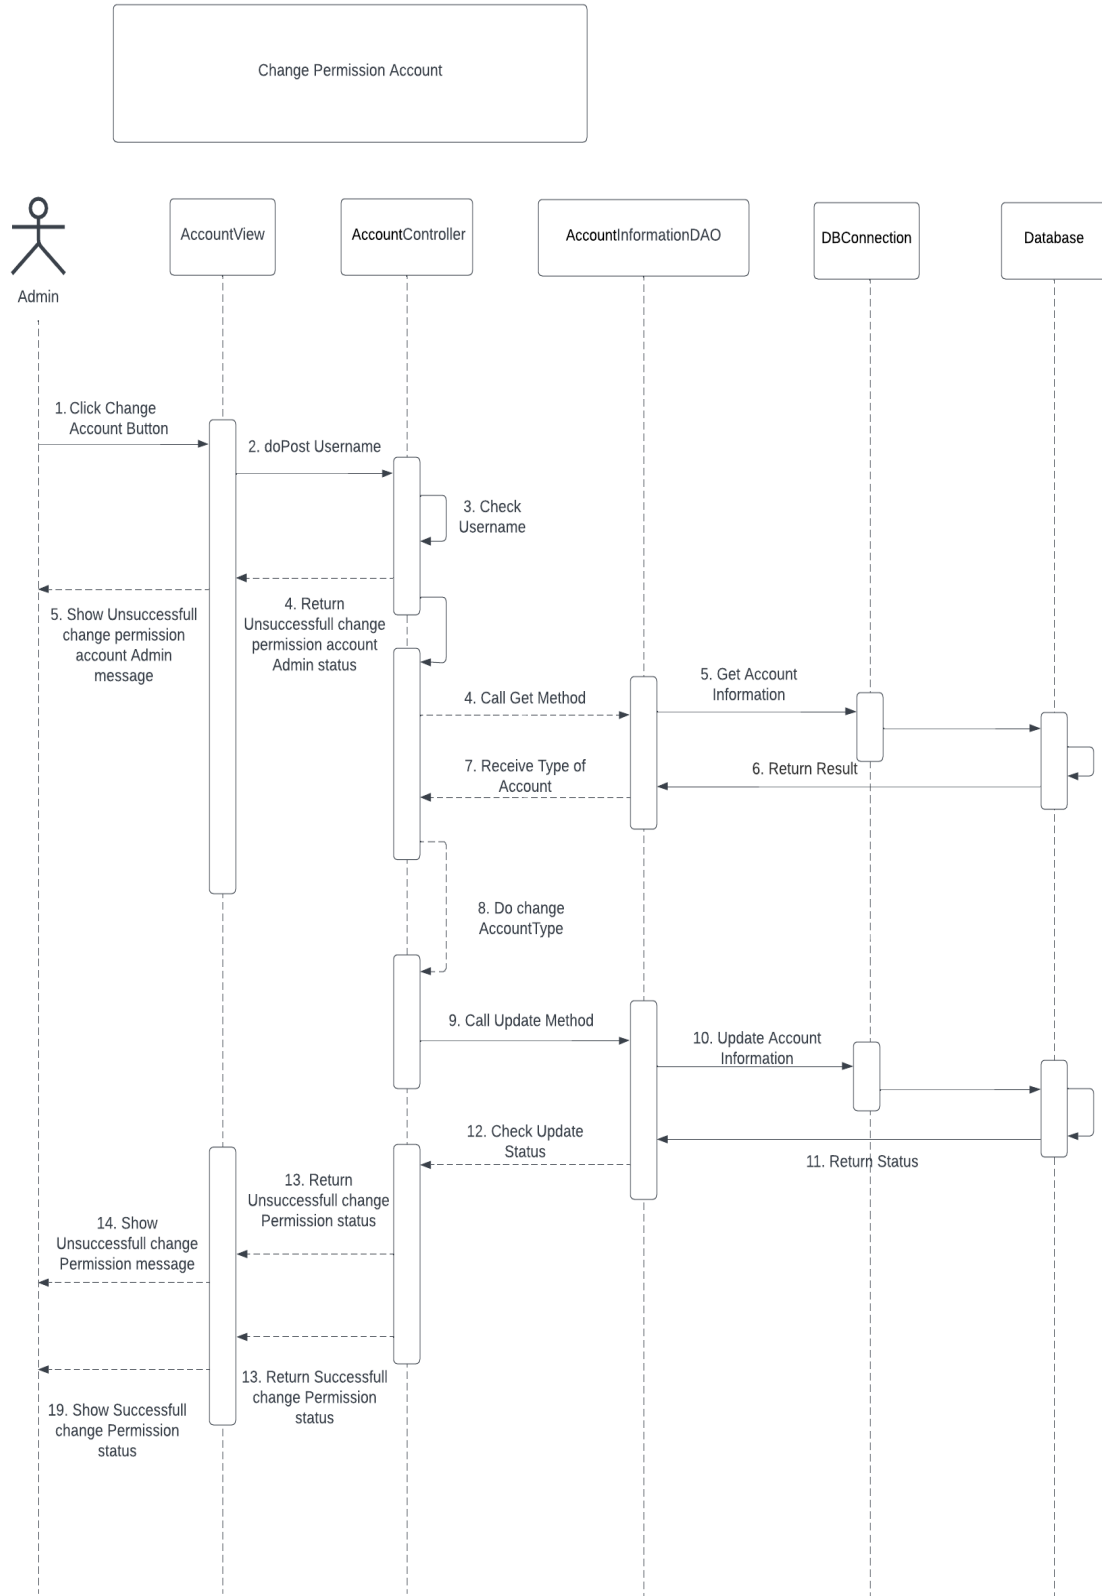 Change Permission Account
AccountView
AccountController
AccountInformationDAO
DBConnection
Database
Admin
1. Click Change
Account Button
2. doPost Username
3. Check
Username
4. Return
Unsuccessfull change
permission account
Admin status
5. Show Unsuccessfull
change permission
account Admin
message
4. Call Get Method
5. Get Account
Information
6. Return Result
7. Receive Type of
Account
8. Do change
AccountType
9. Call Update Method
10. Update Account
Information
11. Return Status
12. Check Update
Status
13. Return
Unsuccessfull change
Permission status
14. Show
Unsuccessfull change
Permission message
13. Return Successfull
change Permission
status
19. Show Successfull
change Permission
status